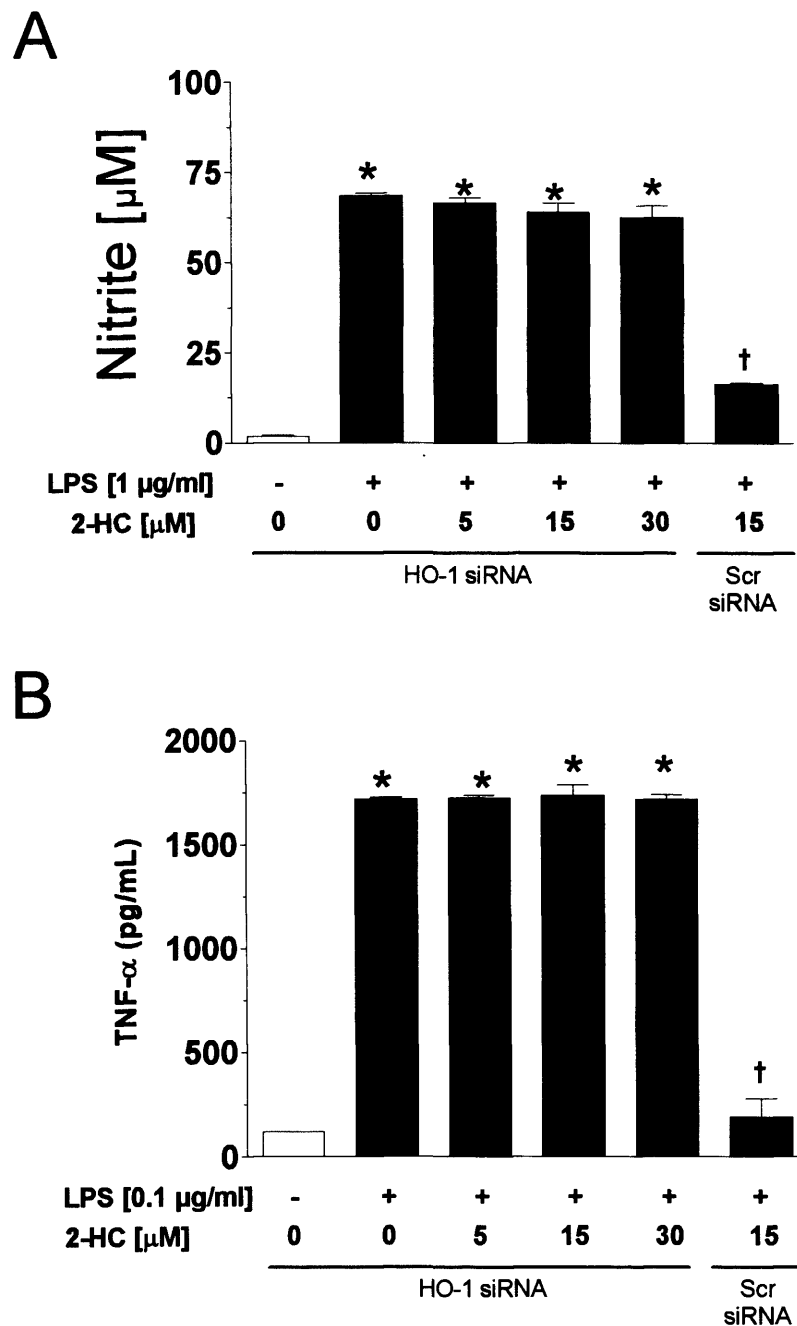 A
Nitrite [µM]
100
75
50
25
0
* * * * †
LPS [1 µg/ml] - + + + + +
2-HC [µM] 0 0 5 15 30 15
HO-1 siRNA Scr
siRNA
B
TNF-α (pg/mL)
2000
1500
1000
500
0
* * * * †
LPS [0.1 µg/ml] - + + + + +
2-HC [µM] 0 0 5 15 30 15
HO-1 siRNA Scr
siRNA